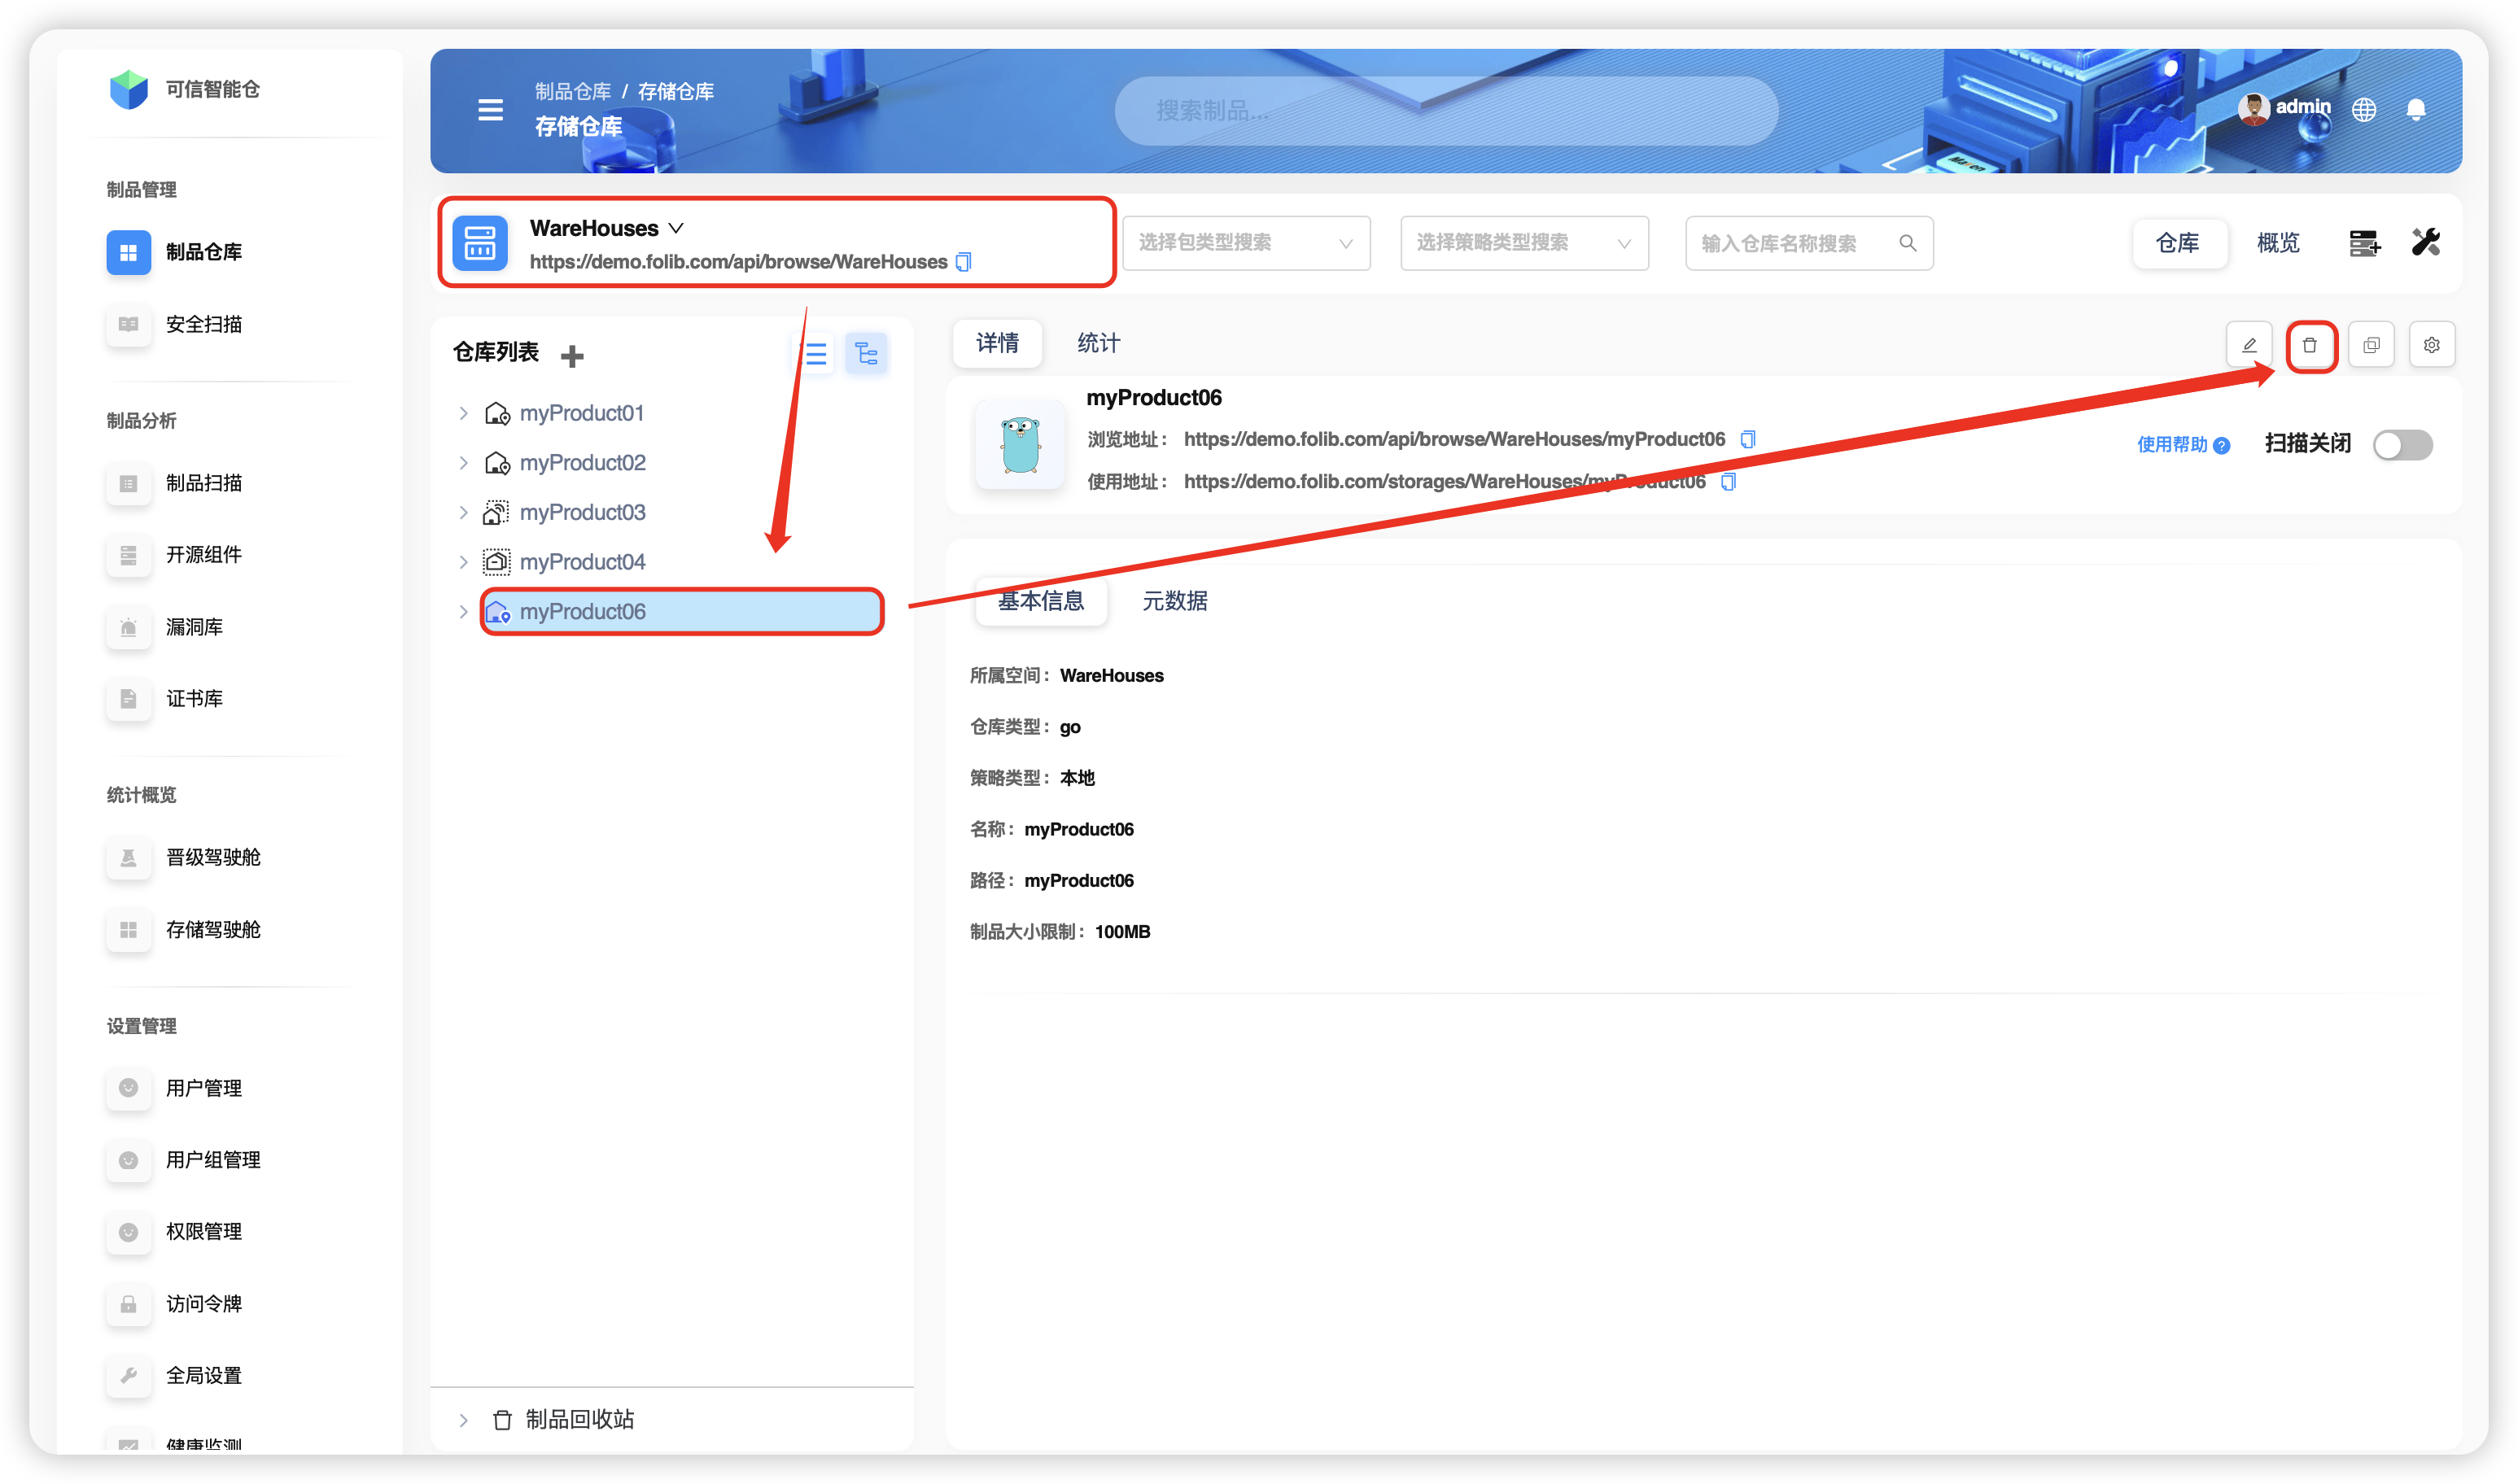 可信智能仓
制品管理
制品仓库
安全扫描
制品分析
制品扫描
开源组件
漏洞库
证书库
统计概览
晋级驾驶舱
存储驾驶舱
设置管理
用户管理
用户组管理
权限管理
访问令牌
全局设置
健康监测
制品仓库 / 存储仓库
存储仓库
搜索制品...
admin
WareHouses
https://demo.folib.com/api/browse/WareHouses
选择包类型搜索
选择策略类型搜索
输入仓库名称搜索
仓库
概览
仓库列表
myProduct01
myProduct02
myProduct03
myProduct04
myProduct06
制品回收站
详情
统计
myProduct06
浏览地址： https://demo.folib.com/api/browse/WareHouses/myProduct06
使用地址： https://demo.folib.com/storages/WareHouses/myProduct06
使用帮助
扫描关闭
基本信息
元数据
所属空间： WareHouses
仓库类型： go
策略类型： 本地
名称： myProduct06
路径： myProduct06
制品大小限制： 100MB